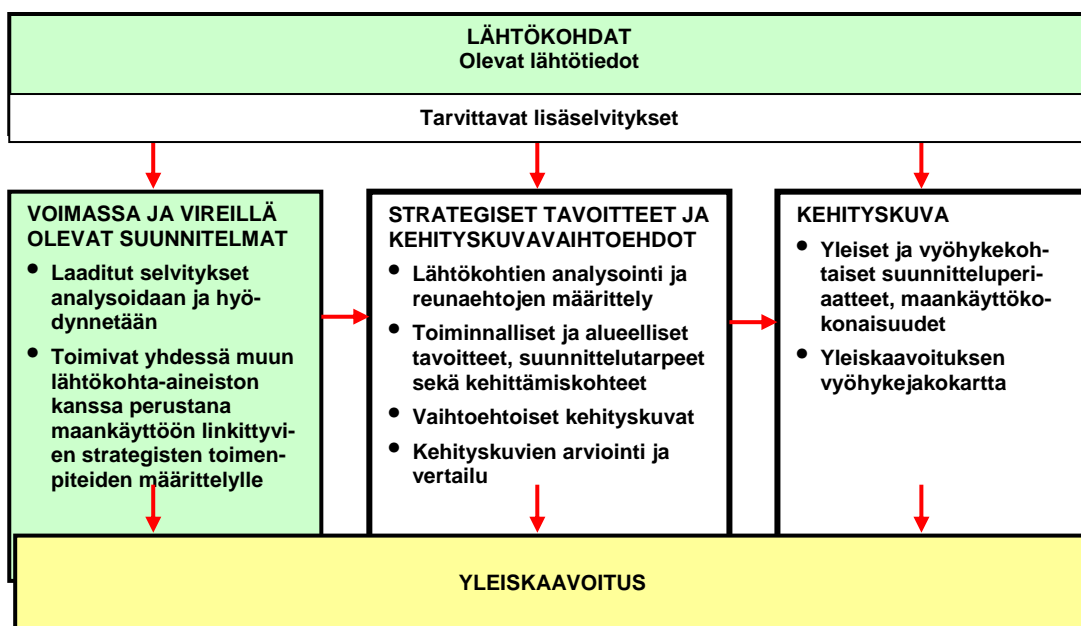 LÄHTÖKOHDAT
Olevat lähtötiedot
Tarvittavat lisäselvitykset
VOIMASSA JA VIREILLÄ
OLEVAT SUUNNITELMAT
• Laaditut selvitykset
analysoidaan ja hyö-
dynnetään
• Toimivat yhdessä muun
lähtökohta-aineiston
kanssa perustana
maankäyttöön linkittyvi-
en strategisten toimen-
piteiden määrittelylle
STRATEGISET TAVOITTEET JA
KEHITYSKUVAVAIHTOEHDOT
• Lähtökohtien analysointi ja
reunaehtojen määrittely
• Toiminnalliset ja alueelliset
tavoitteet, suunnittelutarpeet
sekä kehittämiskohteet
• Vaihtoehtoiset kehityskuvat
• Kehityskuvien arviointi ja
vertailu
KEHITYSKUVA
• Yleiset ja vyöhykekoh-
taiset suunnitteluperi-
aatteet, maankäyttöko-
konaisuudet
• Yleiskaavoituksen
vyöhykejakokartta
YLEISKAAVOITUS